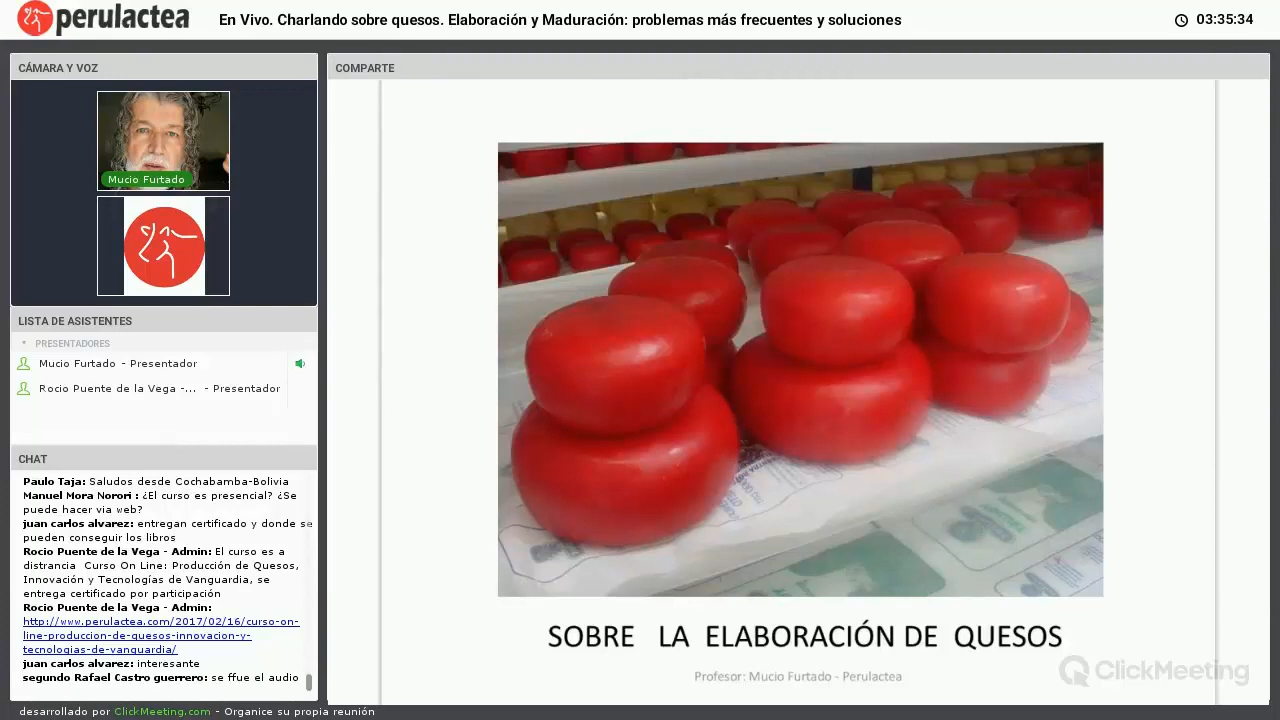 perulactea
En Vivo. Charlando sobre quesos. Elaboración y Maduración: problemas más frecuentes y soluciones
03:35:34
CÁMARA Y VOZ
Mucio Furtado
LISTA DE ASISTENTES
PRESENTADORES
Mucio Furtado - Presentador
Rocio Puente de la Vega -... - Presentador
CHAT
Paulo Taja: Saludos desde Cochabamba-Bolivia
Manuel Mora Norori : ¿El curso es presencial? ¿Se
puede hacer via web?
juan carlos alvarez: entregan certificado y donde se
pueden conseguir los libros
Rocio Puente de la Vega - Admin: El curso es a
distrancia Curso On Line: Producción de Quesos,
Innovación y Tecnologías de Vanguardia, se
entrega certificado por participación
Rocio Puente de la Vega - Admin:
http://www.perulactea.com/2017/02/16/curso-on-
line-produccion-de-quesos-innovacion-y-
tecnologias-de-vanguardia/
juan carlos alvarez: interesante
segundo Rafael Castro guerrero: se ffue el audio
desarrollado por ClickMeeting.com - Organice su propia reunión
COMPARTE
SOBRE LA ELABORACIÓN DE QUESOS
Profesor: Mucio Furtado - Perulactea
ClickMeeting